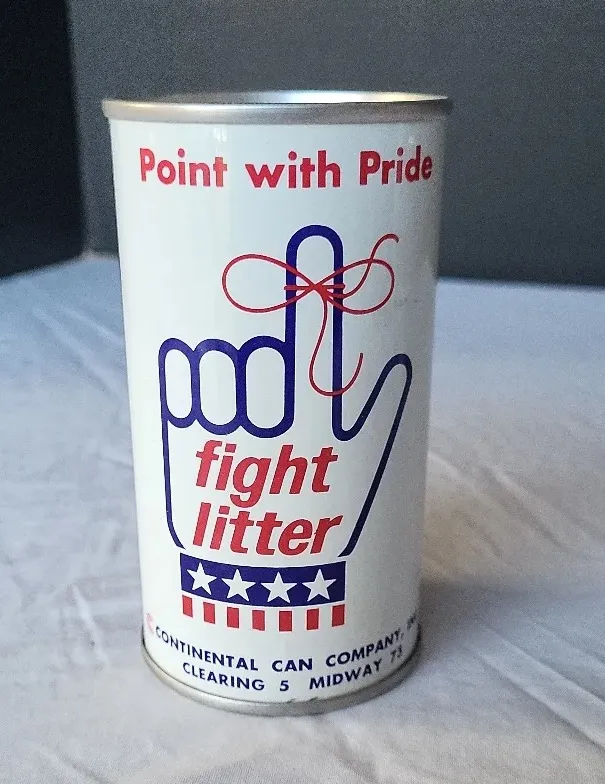 Point with Pride
fight
litter
CONTINENTAL CAN COMPANY,
CLEARING 5 MIDWAY 73